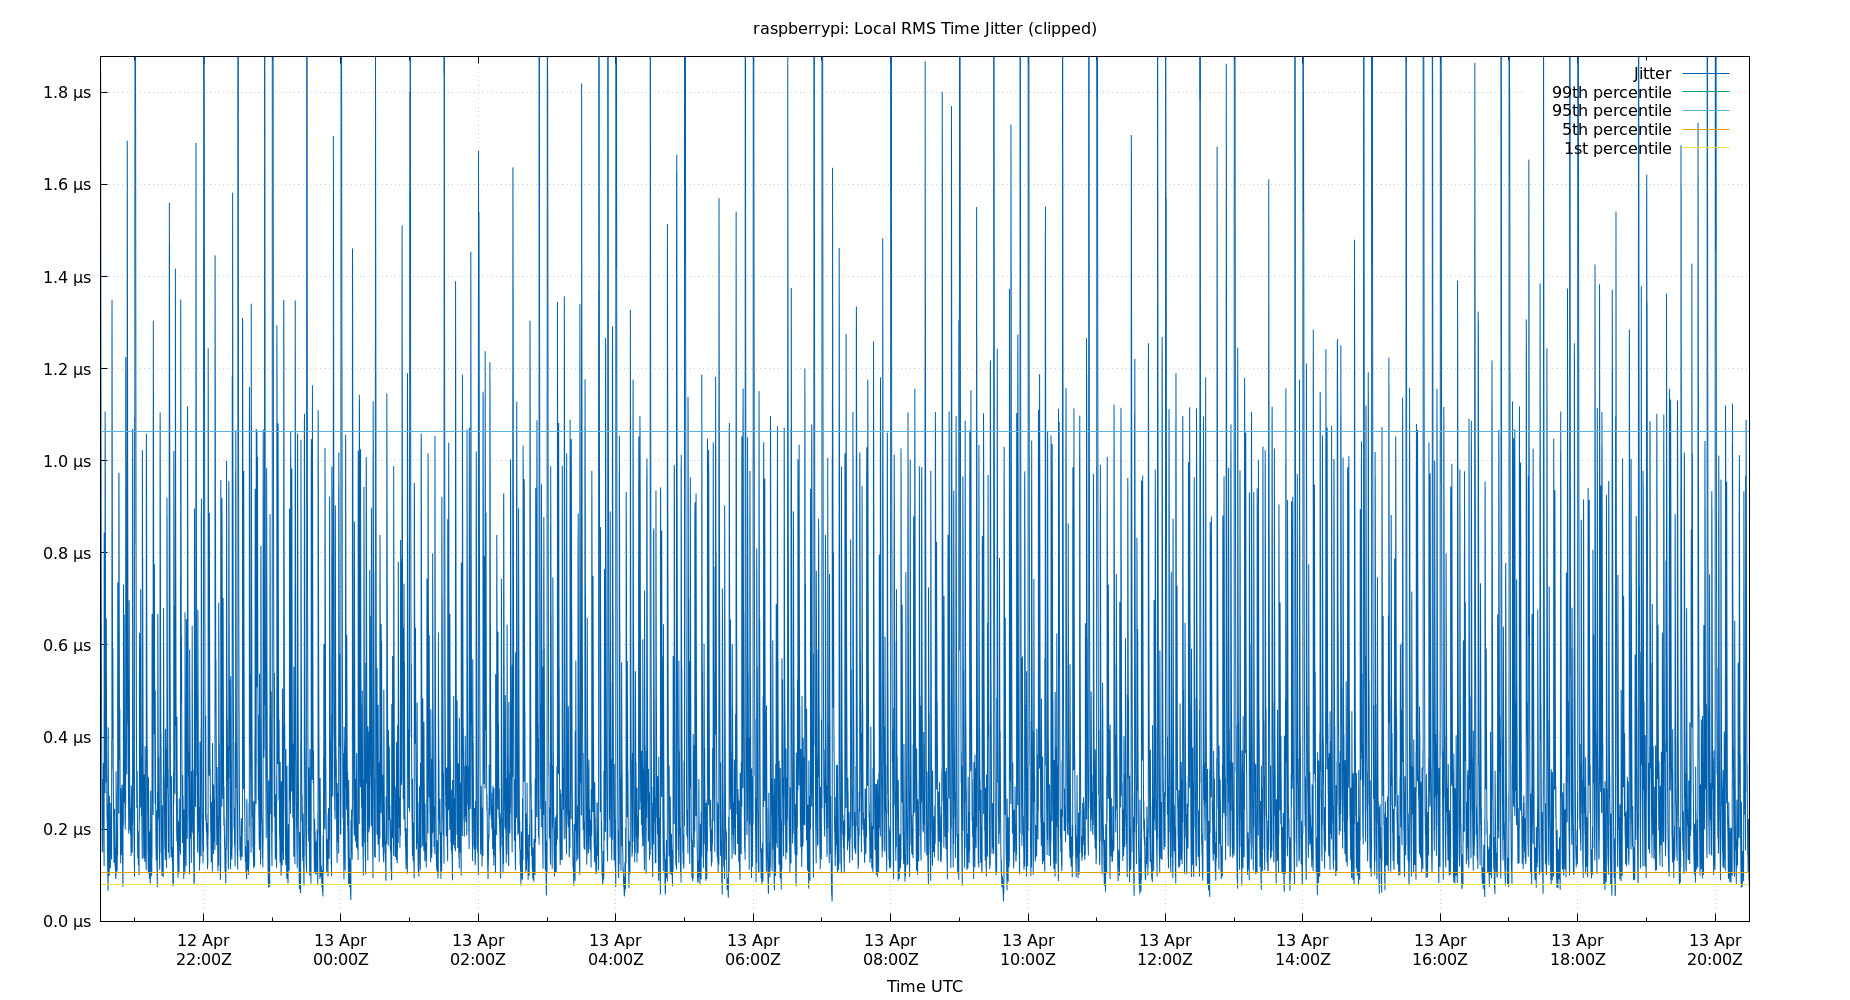 raspberrypi: Local RMS Time Jitter (clipped)
Jitter
99th percentile
95th percentile
5th percentile
1st percentile
1.8 µs
1.6 µs
1.4 µs
1.2 µs
1.0 µs
0.8 µs
0.6 µs
0.4 µs
0.2 µs
0.0 µs
12 Apr 13 Apr 13 Apr 13 Apr 13 Apr 13 Apr 13 Apr 13 Apr 13 Apr 13 Apr 13 Apr 13 Apr
22:00Z 00:00Z 02:00Z 04:00Z 06:00Z 08:00Z 10:00Z 12:00Z 14:00Z 16:00Z 18:00Z 20:00Z
Time UTC